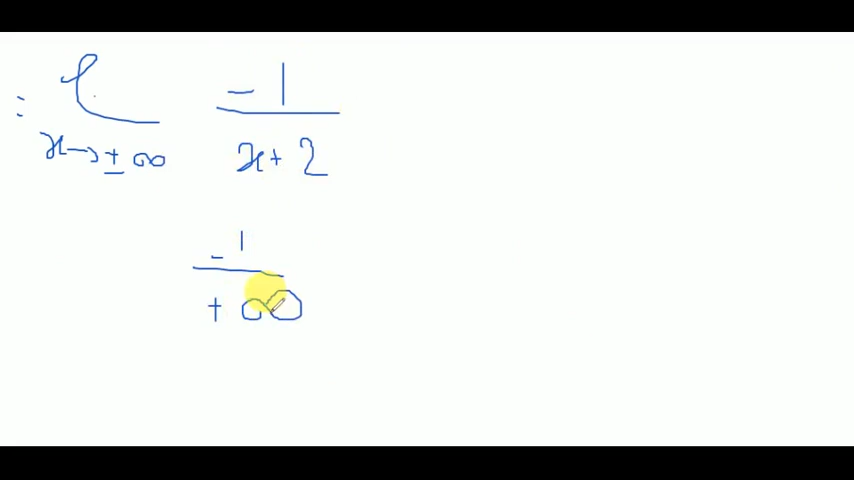 : l -1
x→±∞ x+2
-1
+∞